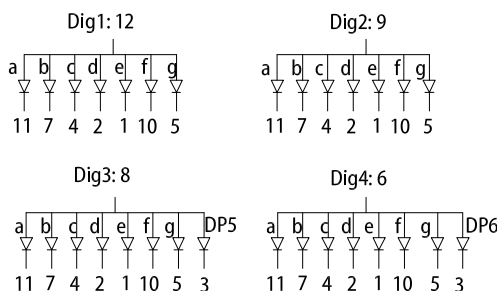 Dig1: 12
Dig2: 9
a b c d e f g
a b c d e f g
11 7 4 2 1 10 5
11 7 4 2 1 10 5
Dig3: 8
Dig4: 6
a b c d e f g DP5
a b c d e f g DP6
11 7 4 2 1 10 5 3
11 7 4 2 1 10 5 3